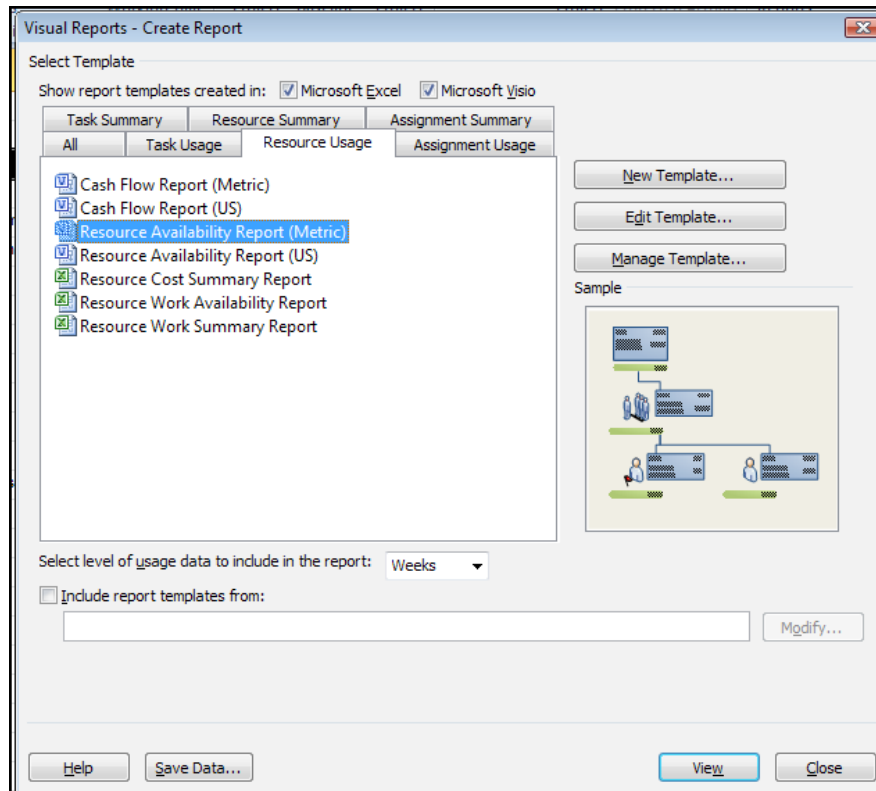 Visual Reports - Create Report
Select Template
Show report templates created in: Microsoft Excel Microsoft Visio
Task Summary Resource Summary Assignment Summary
All Task Usage Resource Usage Assignment Usage
Cash Flow Report (Metric)
Cash Flow Report (US)
Resource Availability Report (Metric)
Resource Availability Report (US)
Resource Cost Summary Report
Resource Work Availability Report
Resource Work Summary Report
New Template...
Edit Template...
Manage Template...
Sample
Select level of usage data to include in the report: Weeks
Include report templates from:
Modify...
Help Save Data... View Close